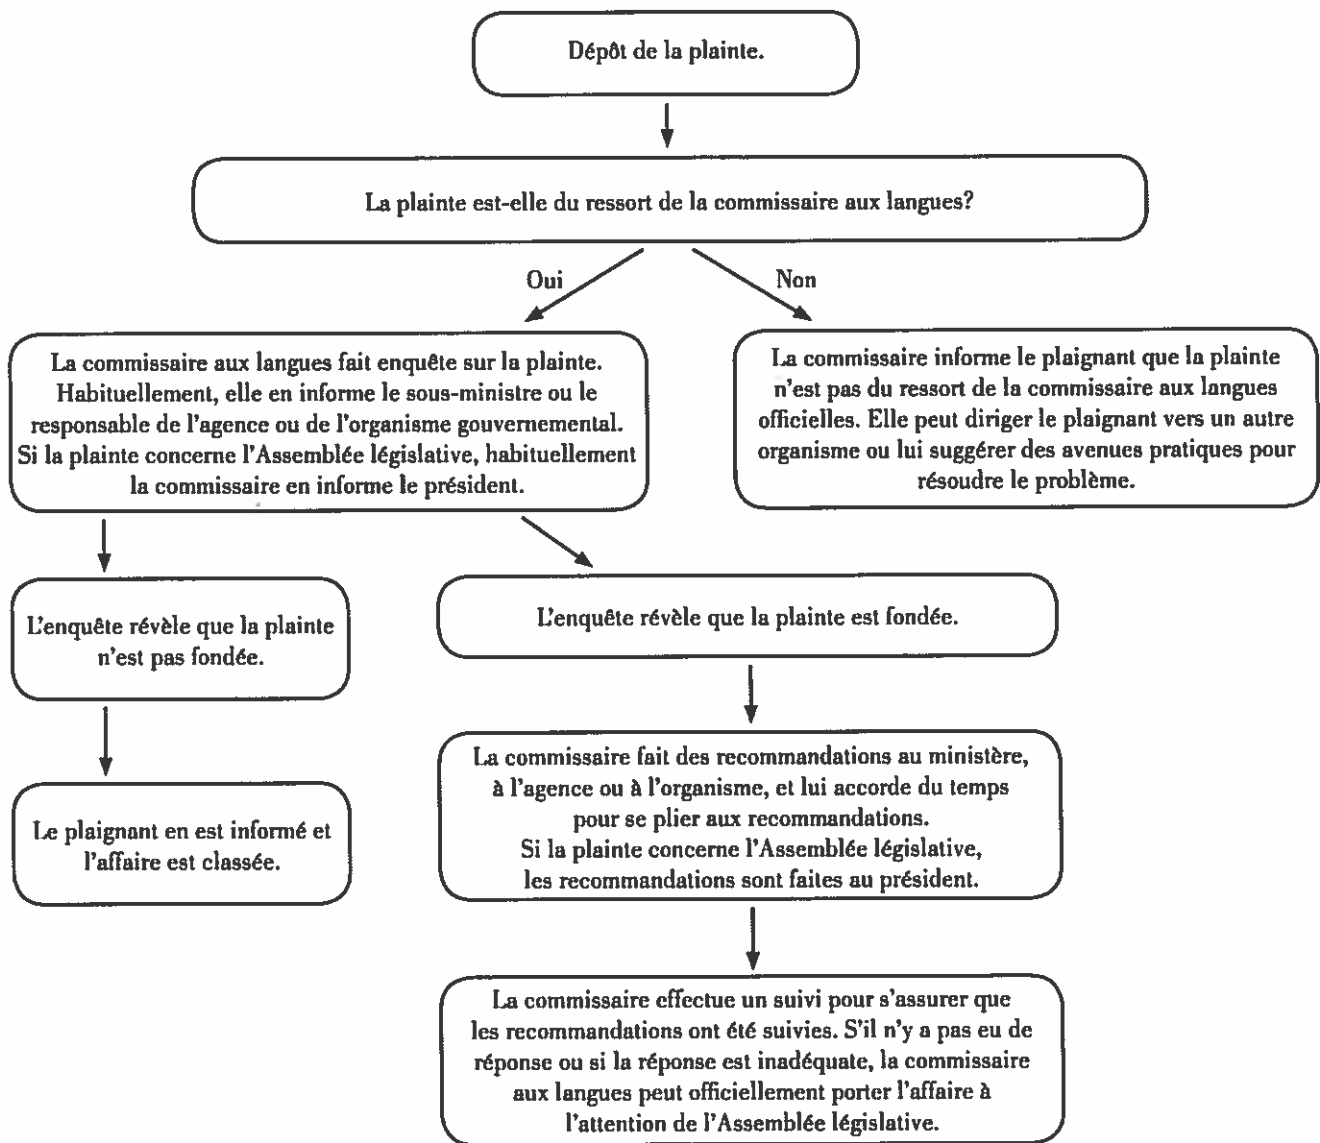 Dépôt de la plainte.
La plainte est-elle du ressort de la commissaire aux langues?
Oui
Non
La commissaire aux langues fait enquête sur la plainte.
Habituellement, elle en informe le sous-ministre ou le
responsable de l'agence ou de l'organisme gouvernemental.
Si la plainte concerne l'Assemblée législative, habituellement
la commissaire en informe le président.
La commissaire informe le plaignant que la plainte
n'est pas du ressort de la commissaire aux langues
officielles. Elle peut diriger le plaignant vers un autre
organisme ou lui suggérer des avenues pratiques pour
résoudre le problème.
L'enquête révèle que la plainte
n'est pas fondée.
L'enquête révèle que la plainte est fondée.
Le plaignant en est informé et
l'affaire est classée.
La commissaire fait des recommandations au ministère,
à l'agence ou à l'organisme, et lui accorde du temps
pour se plier aux recommandations.
Si la plainte concerne l'Assemblée législative,
les recommandations sont faites au président.
La commissaire effectue un suivi pour s'assurer que
les recommandations ont été suivies. S'il n'y a pas eu de
réponse ou si la réponse est inadéquate, la commissaire
aux langues peut officiellement porter l'affaire à
l'attention de l'Assemblée législative.